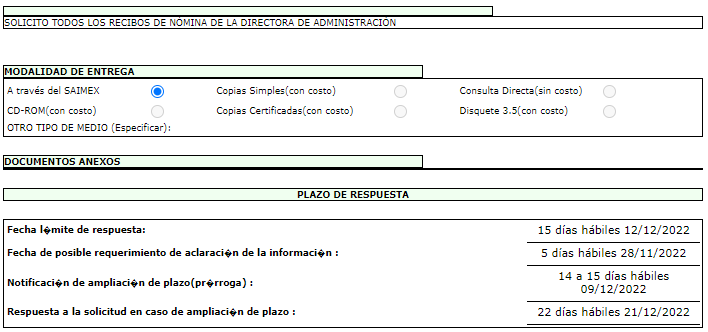 SOLICITO TODOS LOS RECIBOS DE NÓMINA DE LA DIRECTORA DE ADMINISTRACIÓN
MODALIDAD DE ENTREGA
A través del SAIMEX Copias Simples(con costo) Consulta Directa(sin costo)
CD-ROM(con costo) Copias Certificadas(con costo) Disquete 3.5(con costo)
OTRO TIPO DE MEDIO (Especificar):
DOCUMENTOS ANEXOS
PLAZO DE RESPUESTA
Fecha l�mite de respuesta: 15 días hábiles 12/12/2022
Fecha de posible requerimiento de aclaraci�n de la informaci�n : 5 días hábiles 28/11/2022
Notificaci�n de ampliaci�n de plazo(pr�rroga) : 14 a 15 días hábiles
09/12/2022
Respuesta a la solicitud en caso de ampliaci�n de plazo : 22 días hábiles 21/12/2022